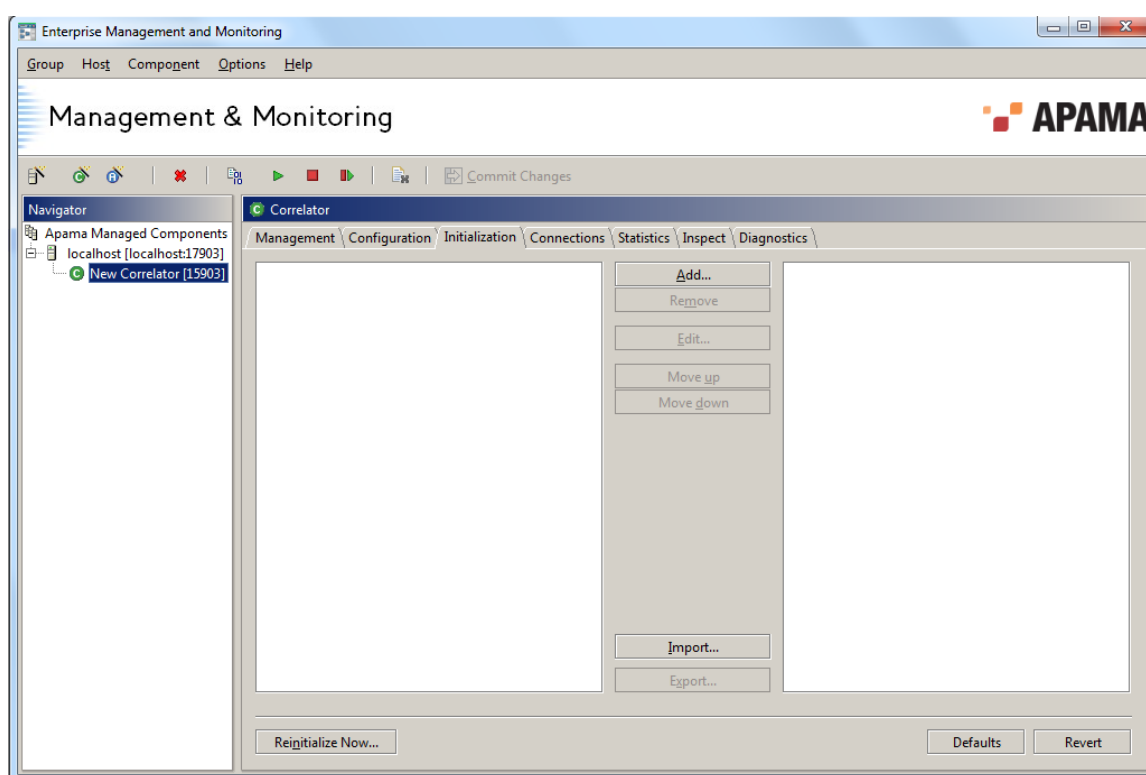 Enterprise Management and Monitoring
Group Host Component Options Help
Management & Monitoring
APAMA
Commit Changes
Navigator
Correlator
Apama Managed Components
localhost [localhost:17903]
New Correlator [15903]
Management Configuration Initialization Connections Statistics Inspect Diagnostics
Add...
Remove
Edit...
Move up
Move down
Import...
Export...
Reinitialize Now...
Defaults
Revert